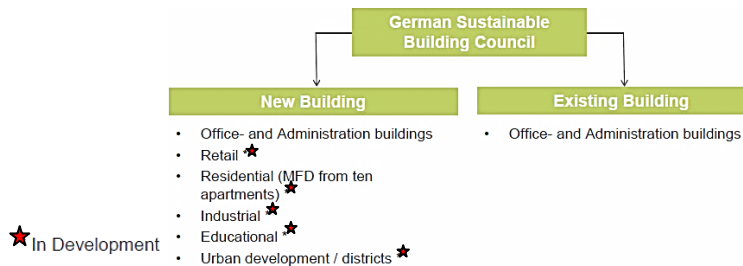 German Sustainable
Building Council
New Building
Existing Building
• Office- and Administration buildings
• Retail *
• Residential (MFD from ten
apartments) *
• Industrial *
• Educational *
• Urban development / districts *
• Office- and Administration buildings
In Development